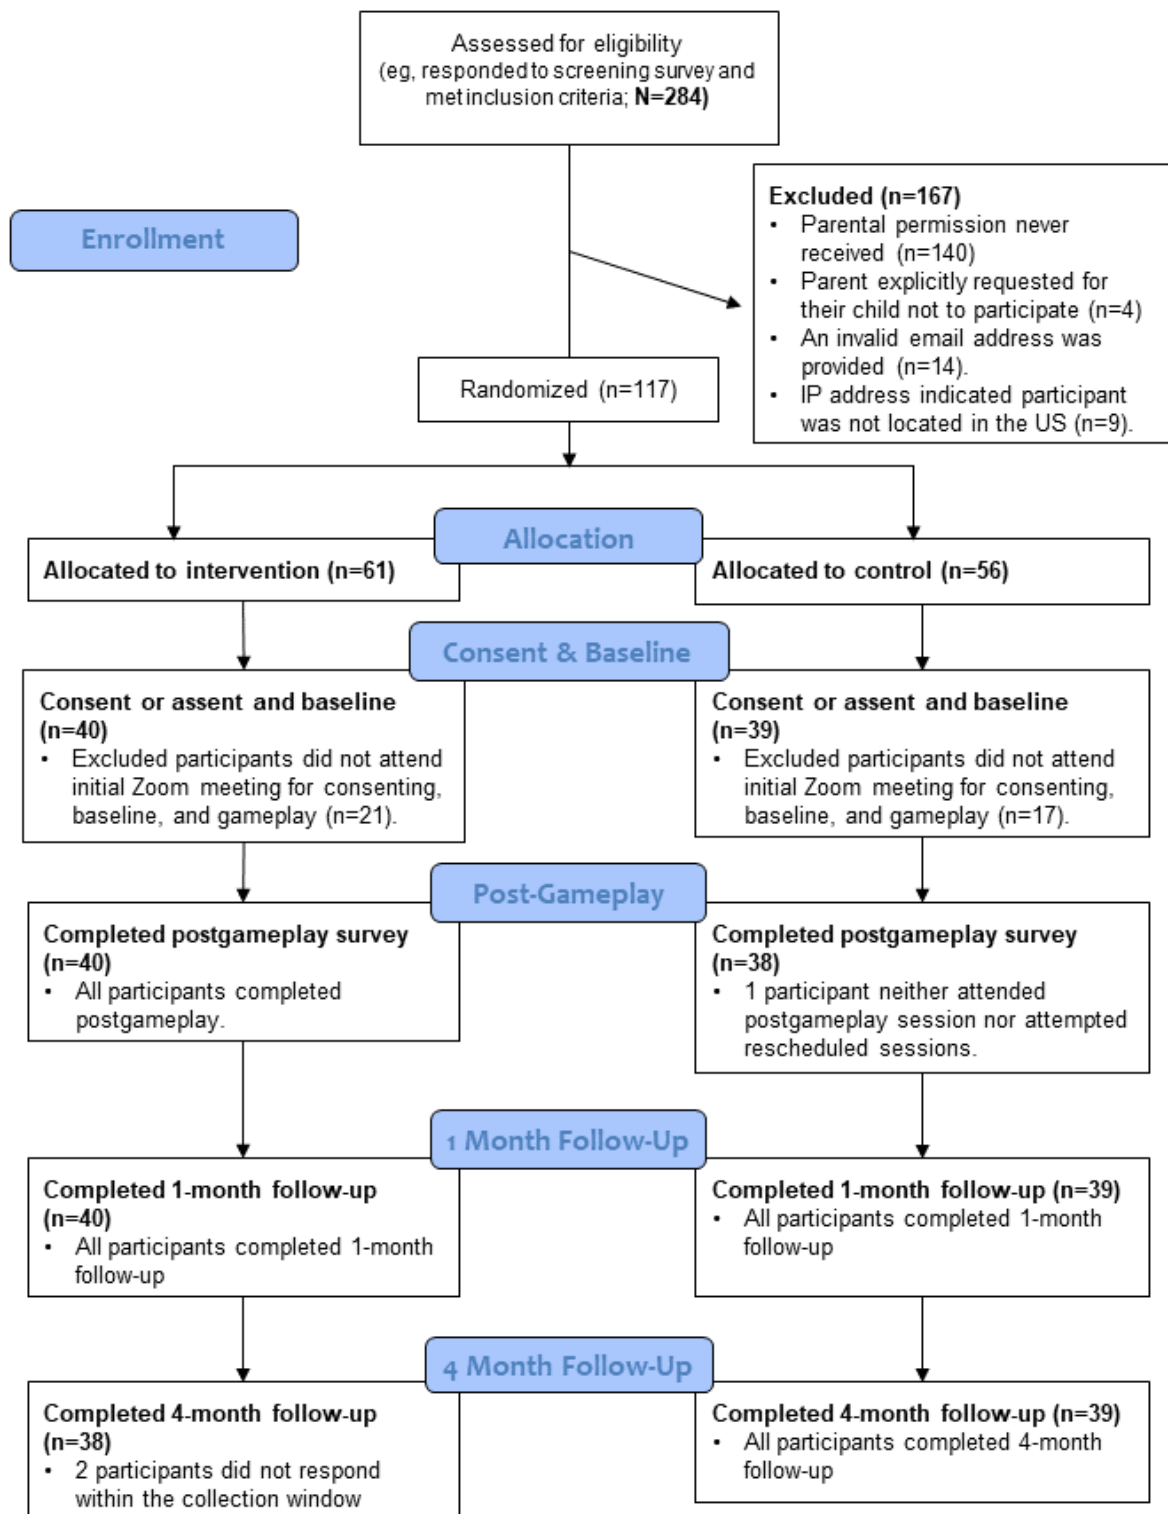 Assessed for eligibility
(eg, responded to screening survey and
met inclusion criteria; N=284)
Excluded (n=167)
• Parental permission never
received (n=140)
• Parent explicitly requested for
their child not to participate (n=4)
• An invalid email address was
provided (n=14).
• IP address indicated participant
was not located in the US (n=9).
Enrollment
Randomized (n=117)
Allocation
Allocated to intervention (n=61)
Allocated to control (n=56)
Consent & Baseline
Consent or assent and baseline
(n=40)
• Excluded participants did not attend
initial Zoom meeting for consenting,
baseline, and gameplay (n=21).
Consent or assent and baseline
(n=39)
• Excluded participants did not attend
initial Zoom meeting for consenting,
baseline, and gameplay (n=17).
Post-Gameplay
Completed postgameplay survey
(n=40)
• All participants completed
postgameplay.
Completed postgameplay survey
(n=38)
• 1 participant neither attended
postgameplay session nor attempted
rescheduled sessions.
1 Month Follow-Up
Completed 1-month follow-up
(n=40)
• All participants completed 1-month
follow-up
Completed 1-month follow-up (n=39)
• All participants completed 1-month
follow-up
4 Month Follow-Up
Completed 4-month follow-up
(n=38)
• 2 participants did not respond
within the collection window
Completed 4-month follow-up (n=39)
• All participants completed 4-month
follow-up